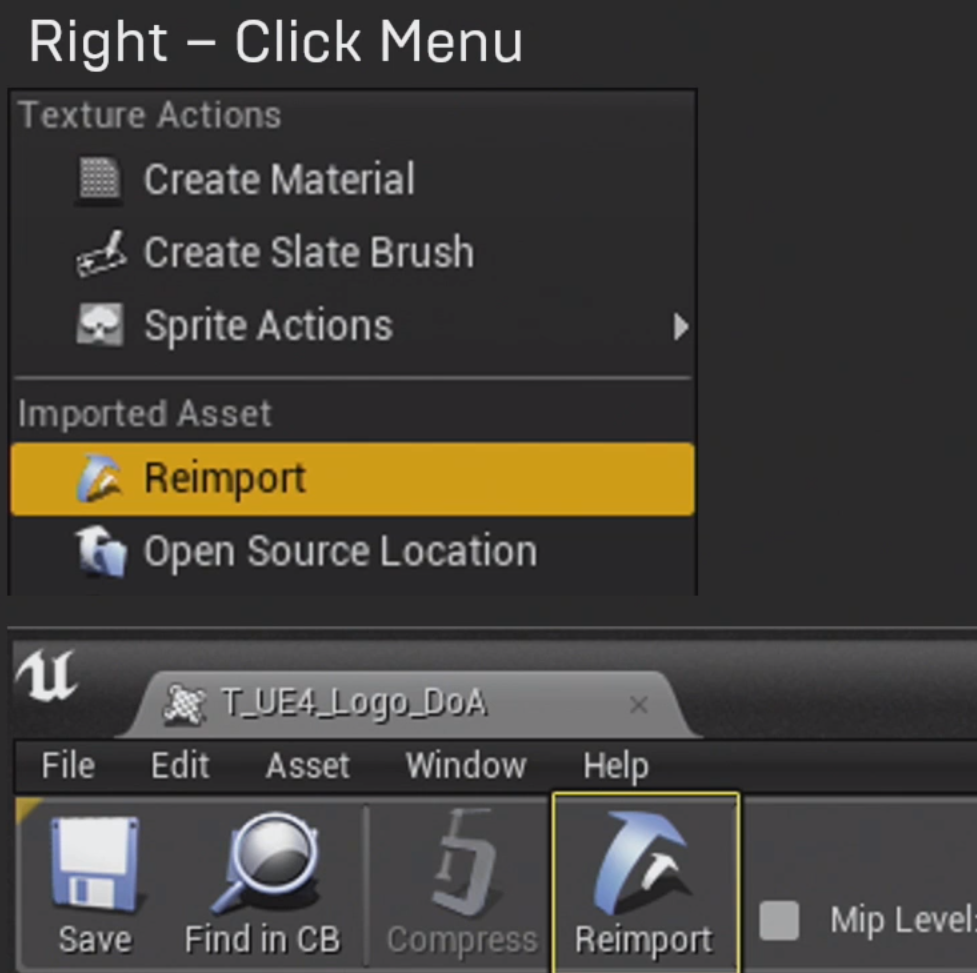 Right – Click Menu
Texture Actions
Create Material
Create Slate Brush
Sprite Actions
Imported Asset
Reimport
Open Source Location
T_UE4_Logo_DoA
File Edit Asset Window Help
Save Find in CB Compress Reimport Mip Level: